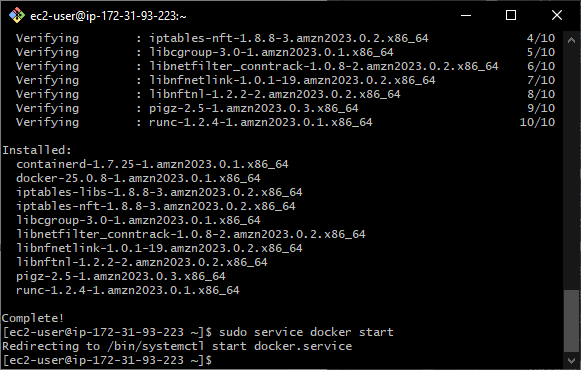 ec2-user@ip-172-31-93-223:~
Verifying : iptables-nft-1.8.8-3.amzn2023.0.2.x86_64 4/10
Verifying : libcgroup-3.0-1.amzn2023.0.1.x86_64 5/10
Verifying : libnetfilter_conntrack-1.0.8-2.amzn2023.0.2.x86_64 6/10
Verifying : libnfnetlink-1.0.1-19.amzn2023.0.2.x86_64 7/10
Verifying : libnftnl-1.2.2-2.amzn2023.0.2.x86_64 8/10
Verifying : pigz-2.5-1.amzn2023.0.3.x86_64 9/10
Verifying : runc-1.2.4-1.amzn2023.0.1.x86_64 10/10
Installed:
containerd-1.7.25-1.amzn2023.0.1.x86_64
docker-25.0.8-1.amzn2023.0.1.x86_64
iptables-libs-1.8.8-3.amzn2023.0.2.x86_64
iptables-nft-1.8.8-3.amzn2023.0.2.x86_64
libcgroup-3.0-1.amzn2023.0.1.x86_64
libnetfilter_conntrack-1.0.8-2.amzn2023.0.2.x86_64
libnfnetlink-1.0.1-19.amzn2023.0.2.x86_64
libnftnl-1.2.2-2.amzn2023.0.2.x86_64
pigz-2.5-1.amzn2023.0.3.x86_64
runc-1.2.4-1.amzn2023.0.1.x86_64
Complete!
[ec2-user@ip-172-31-93-223 ~]$ sudo service docker start
Redirecting to /bin/systemctl start docker.service
[ec2-user@ip-172-31-93-223 ~]$